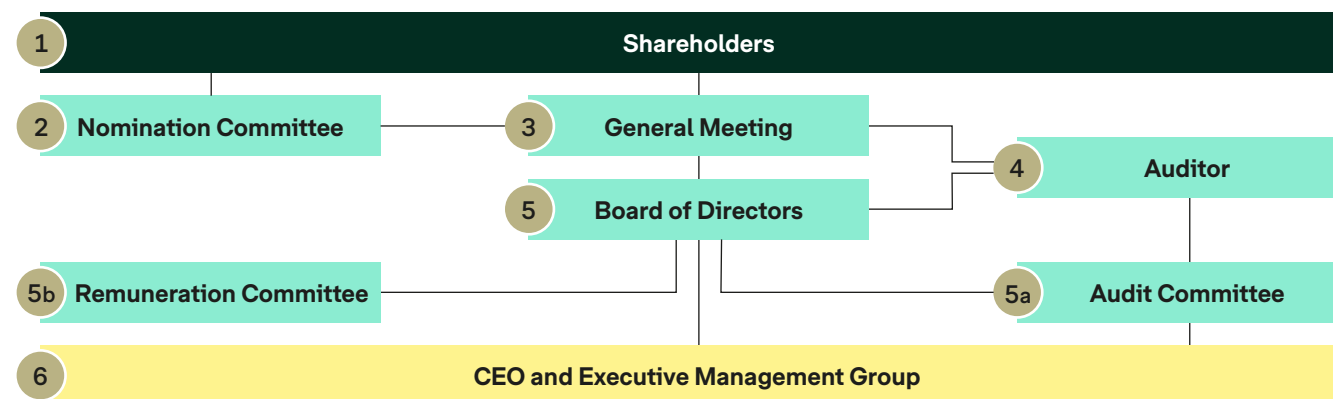 1 Shareholders
2 Nomination Committee
3 General Meeting
4 Auditor
5 Board of Directors
5b Remuneration Committee
5a Audit Committee
6 CEO and Executive Management Group